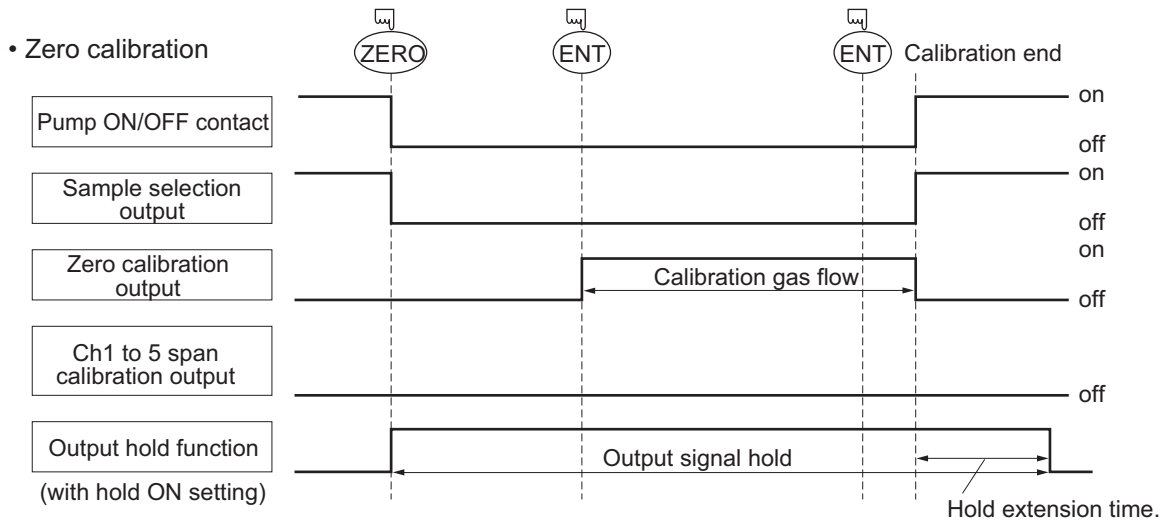 • Zero calibration
ZERO
ENT
ENT
Calibration end
Pump ON/OFF contact
on
off
Sample selection
output
on
off
Zero calibration
output
on
Calibration gas flow
off
Ch1 to 5 span
calibration output
off
Output hold function
(with hold ON setting)
Output signal hold
Hold extension time.